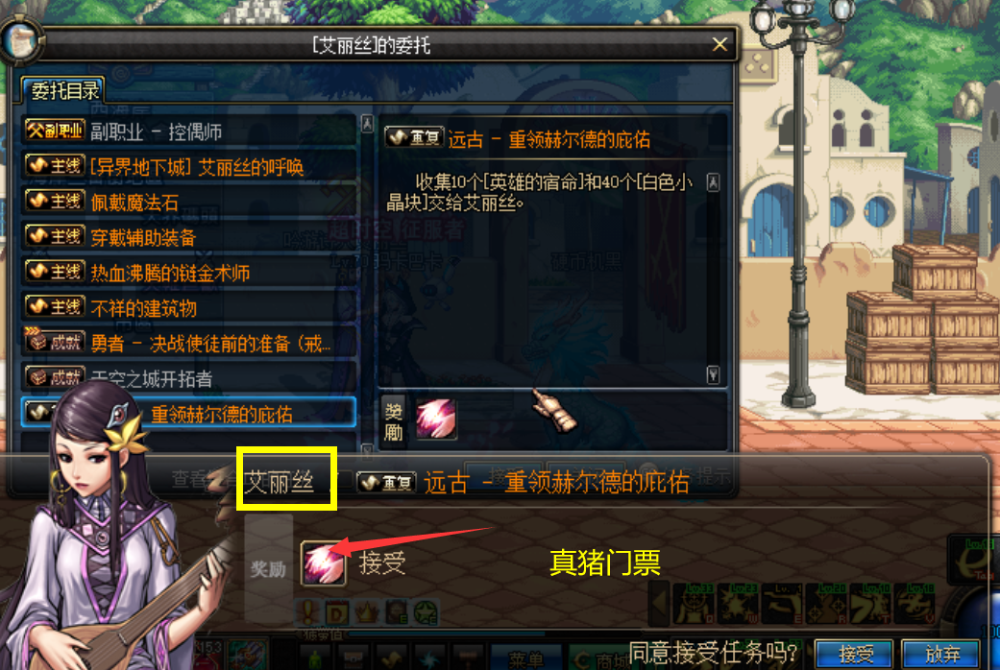 [艾丽丝]的委托
委托目录
副职业 副职业 - 控偶师
主线 [异界地下城] 艾丽丝的呼唤
主线 佩戴魔法石
主线 穿戴辅助装备
主线 热血沸腾的链金术师
主线 不祥的建筑物
成就 勇者 - 决战使徒前的准备（戒...
成就 天空之城开拓者
重领赫尔德的庇佑
重复 远古 - 重领赫尔德的庇佑
收集10个[英雄的宿命]和40个[白色小
晶块]交给艾丽丝。
奖励
艾丽丝 重复 远古 - 重领赫尔德的庇佑
奖励 接受
真猪门票
疲劳值
菜单 商城
同意接受任务吗? 接受 放弃